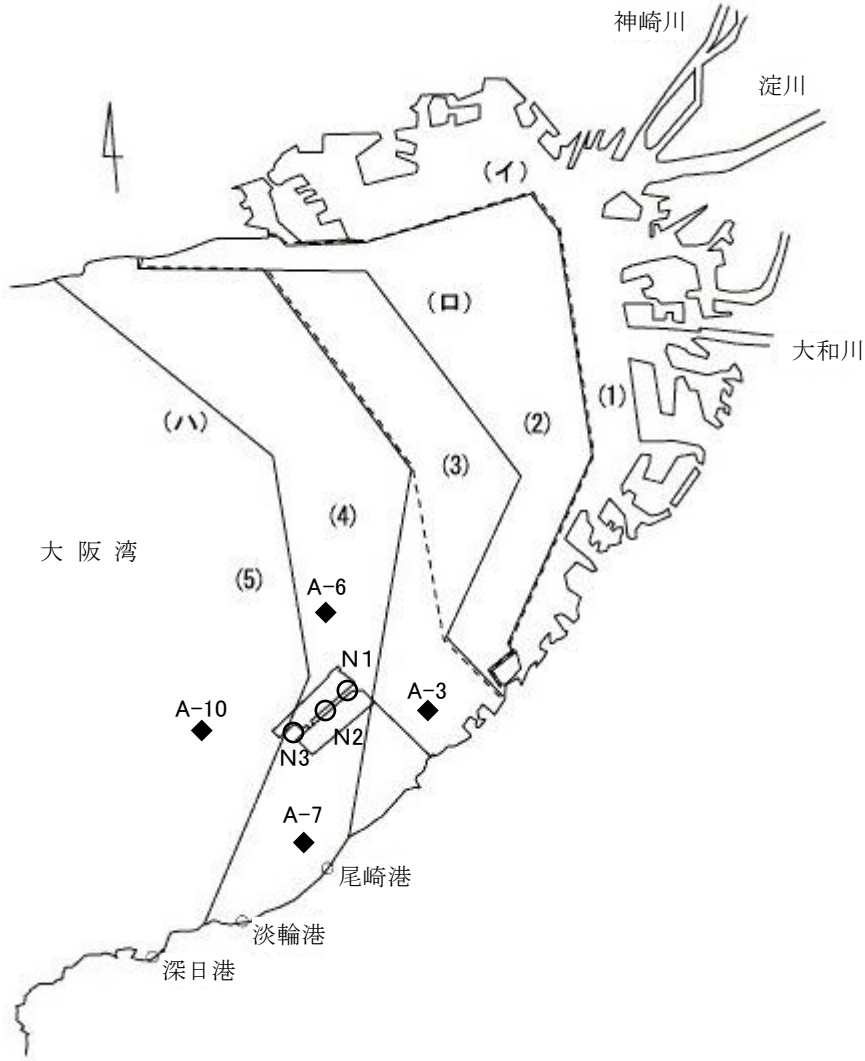 神崎川
淀川
(イ)
(ロ)
大和川
(1)
(ハ)
(2)
(3)
(4)
大 阪 湾
(5)
A-6
N1
A-3
A-10
N2
N3
A-7
尾崎港
淡輪港
深日港